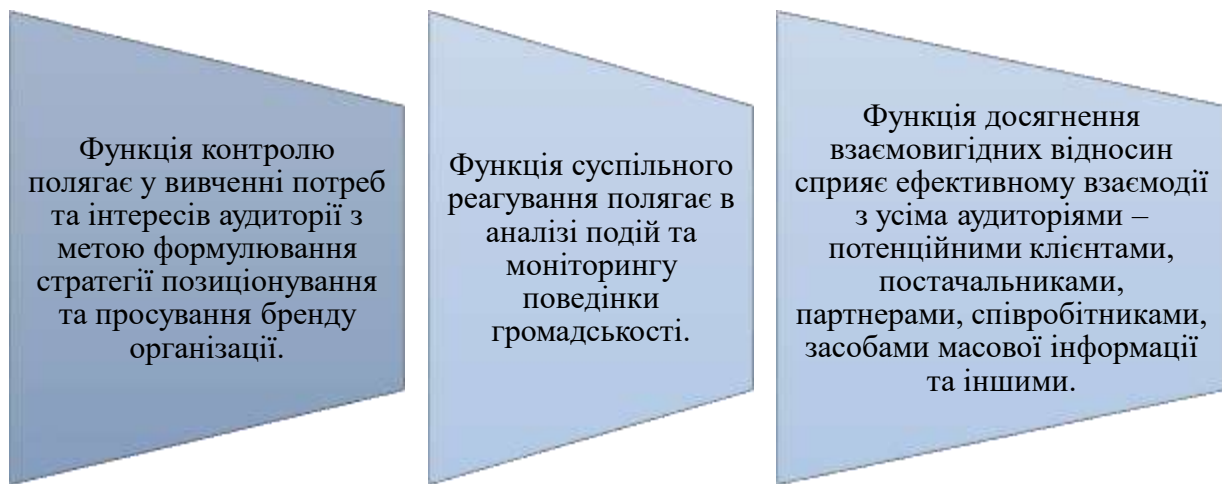 Функція контролю
полягає у вивченні потреб
та інтересів аудиторії з
метою формулювання
стратегії позиціонування
та просування бренду
організації.
Функція суспільного
реагування полягає в
аналізі подій та
моніторингу
поведінки
громадськості.
Функція досягнення
взаємовигідних відносин
сприяє ефективному взаємодії
з усіма аудиторіями –
потенційними клієнтами,
постачальниками,
партнерами, співробітниками,
засобами масової інформації
та іншими.